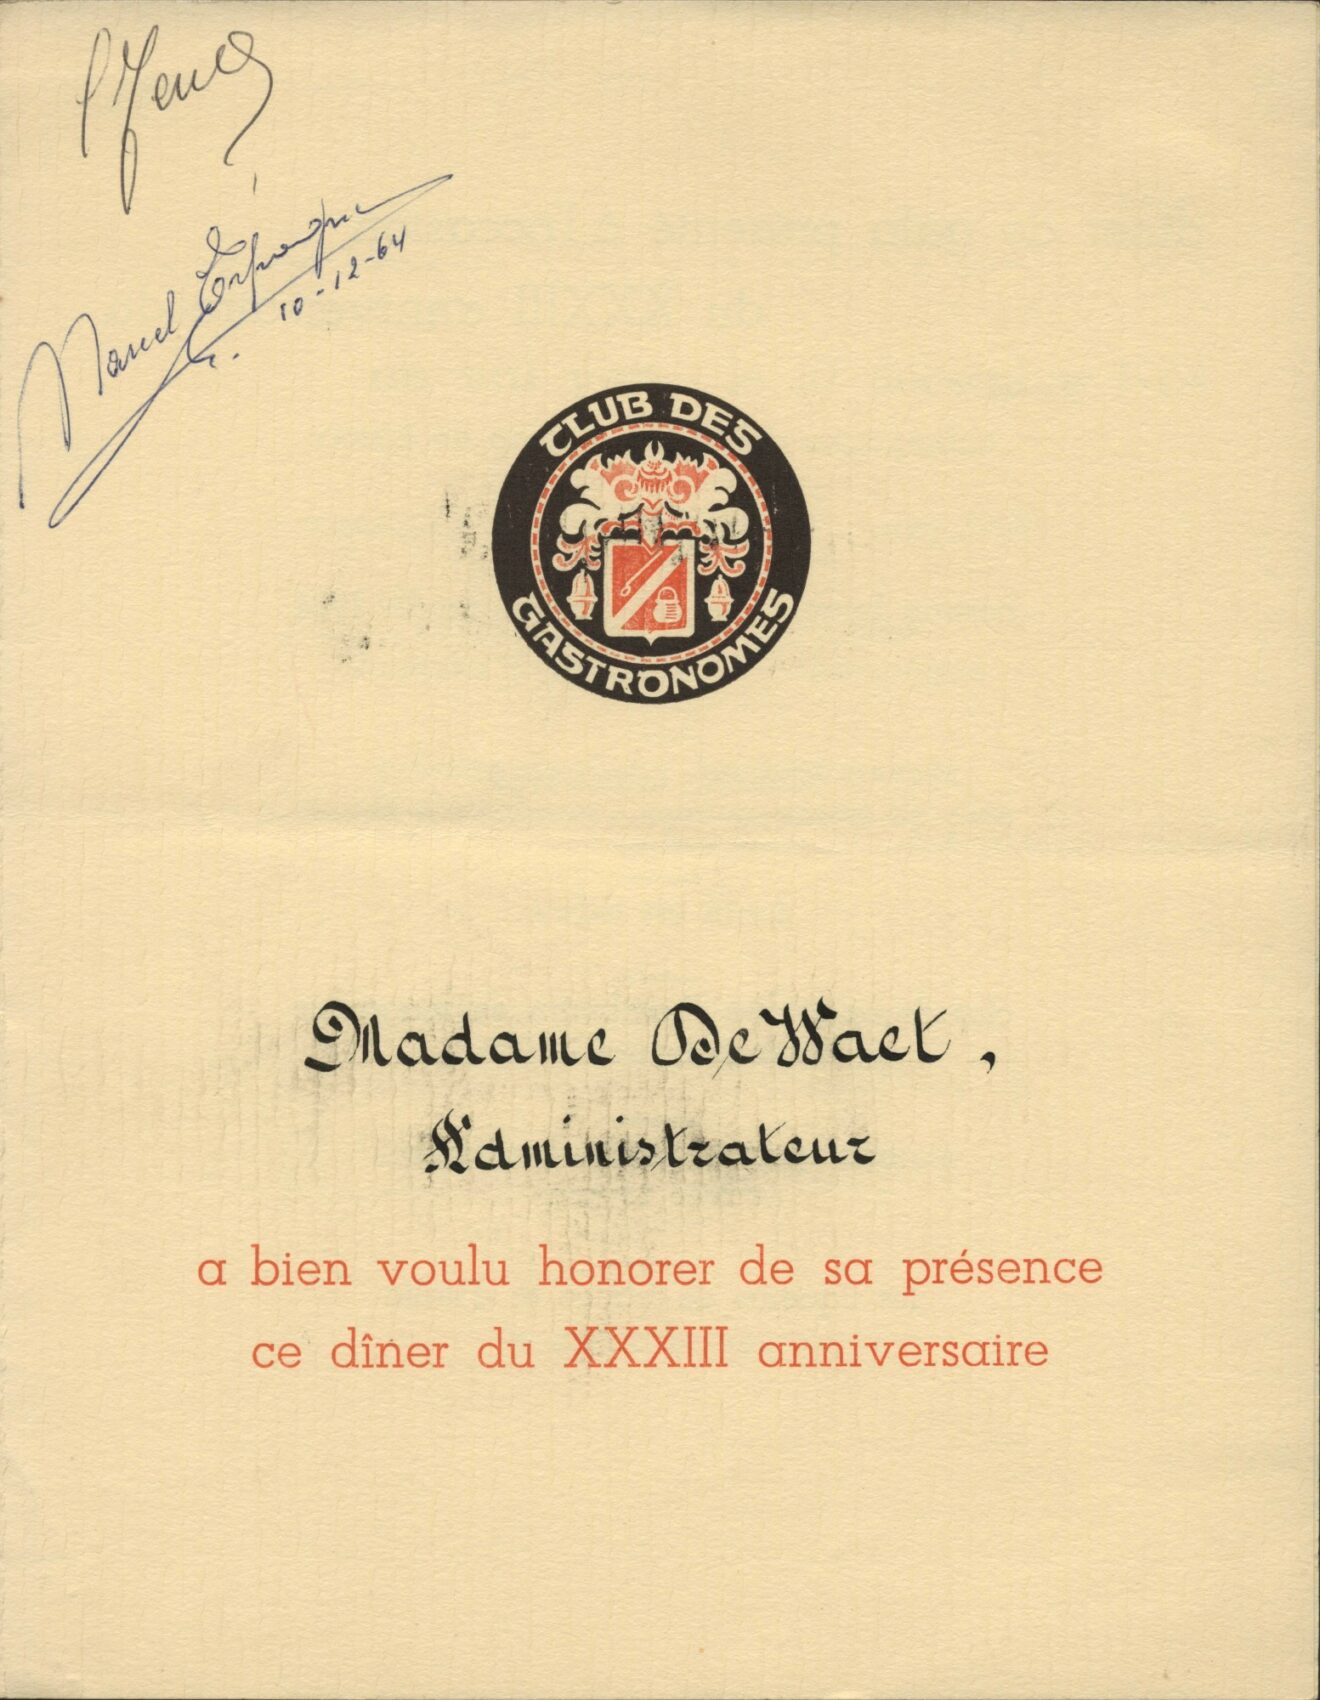 Marcel
10-12-64
CLUB DES
GASTRONOMES
Madame De Waet,
Administrateur
a bien voulu honorer de sa présence
ce dîner du XXXIII anniversaire